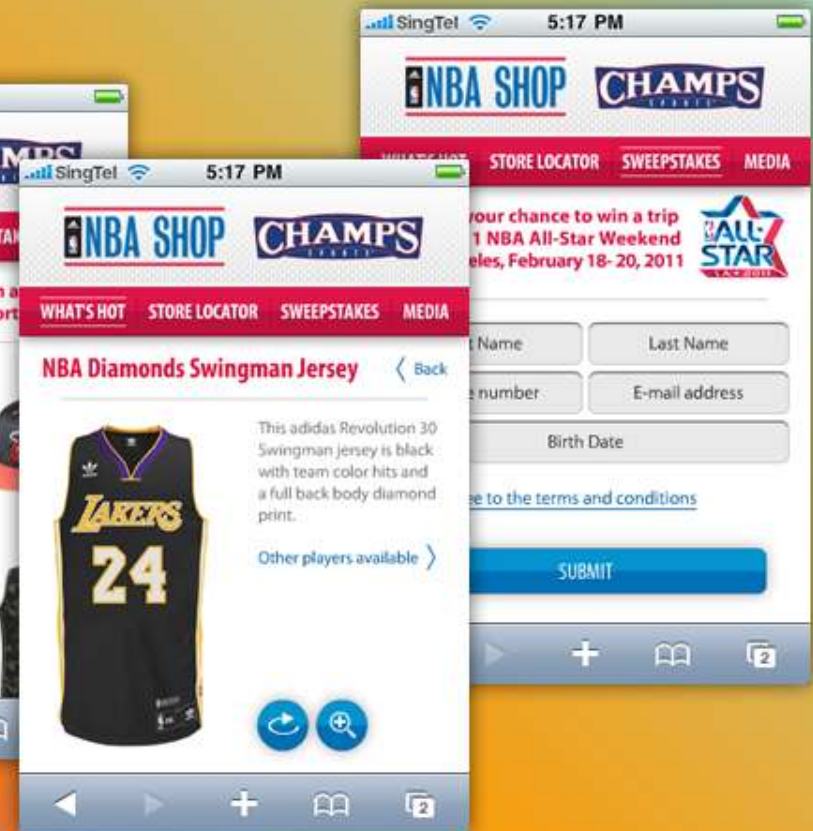 SingTel 5:17 PM
NBA SHOP CHAMPS
SPORTS
STORE LOCATOR SWEEPSTAKES MEDIA
your chance to win a trip
1 NBA All-Star Weekend
eles, February 18- 20, 2011
ALL-
STAR
L.A.★2011
Name Last Name
number E-mail address
Birth Date
to the terms and conditions
SUBMIT
2
SingTel 5:17 PM
NBA SHOP CHAMPS
SPORTS
WHAT'S HOT STORE LOCATOR SWEEPSTAKES MEDIA
NBA Diamonds Swingman Jersey Back
This adidas Revolution 30
Swingman jersey is black
with team color hits and
a full back body diamond
print.
Other players available
LAKERS
24
2